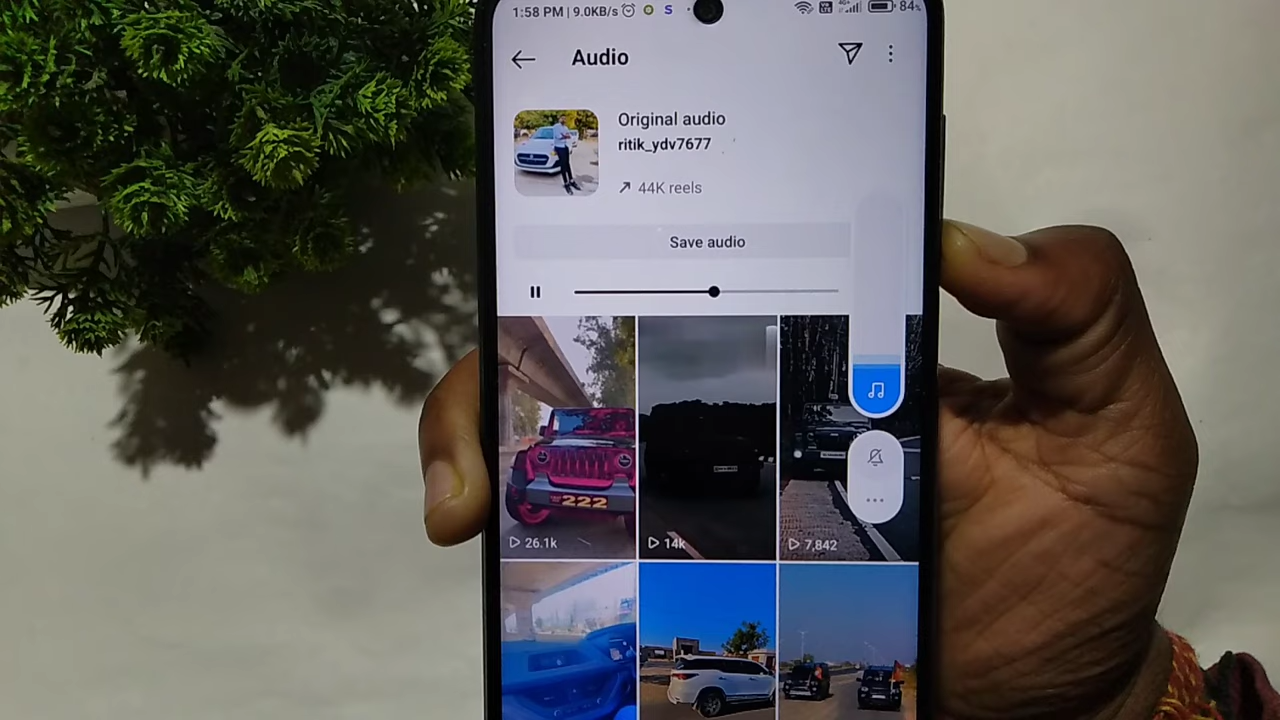 1:58 PM | 9.0KB/s S 4G+ 84%
Audio
Original audio
ritik_ydv7677
44K reels
Save audio
222
26.1k
14k
7,842